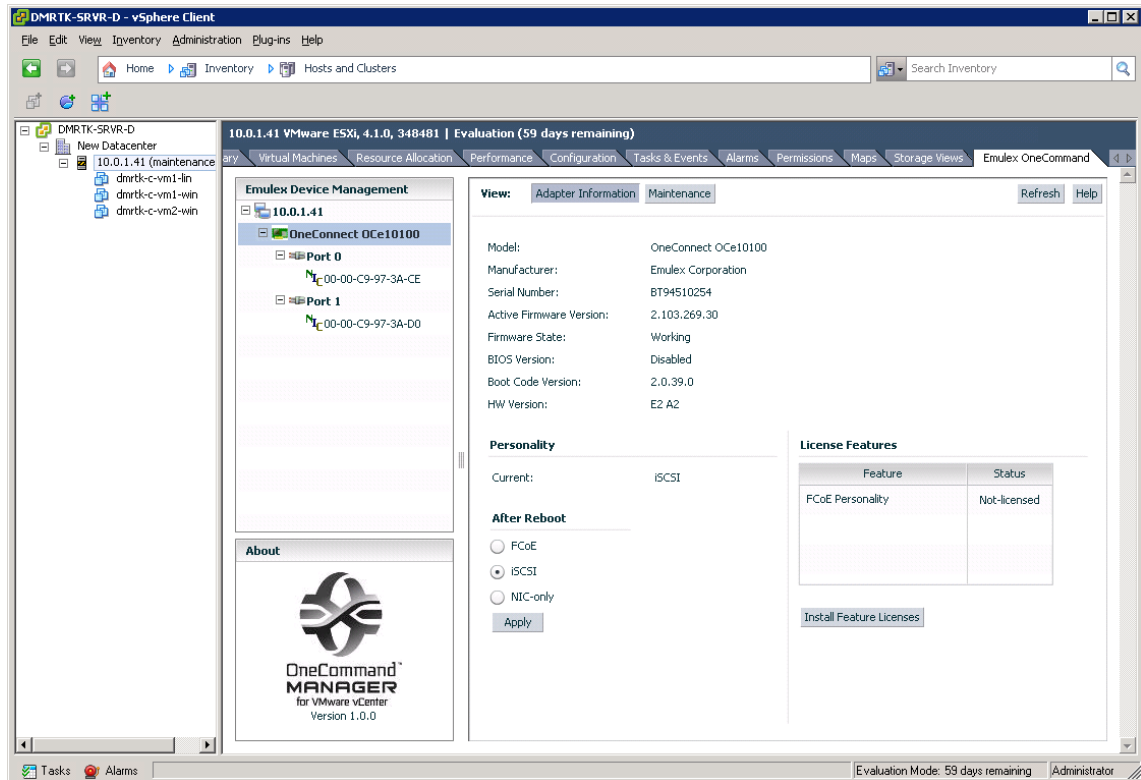 DMRTK-SRVR-D - vSphere Client
File Edit View Inventory Administration Plug-ins Help
Home Inventory Hosts and Clusters
Search Inventory
DMRTK-SRVR-D
New Datacenter
10.0.1.41 (maintenance
dmrtk-c-vm1-lin
dmrtk-c-vm1-win
dmrtk-c-vm2-win
10.0.1.41 VMware ESXi, 4.1.0, 348481 | Evaluation (59 days remaining)
ary Virtual Machines Resource Allocation Performance Configuration Tasks & Events Alarms Permissions Maps Storage Views Emulex OneCommand
Emulex Device Management
10.0.1.41
OneConnect OCe10100
Port 0
NIC 00-00-C9-97-3A-CE
Port 1
NIC 00-00-C9-97-3A-D0
About
OneCommand™
MANAGER
for VMware vCenter
Version 1.0.0
View: Adapter Information Maintenance Refresh Help
Model: OneConnect OCe10100
Manufacturer: Emulex Corporation
Serial Number: BT94510254
Active Firmware Version: 2.103.269.30
Firmware State: Working
BIOS Version: Disabled
Boot Code Version: 2.0.39.0
HW Version: E2 A2
Personality
Current: iSCSI
After Reboot
FCoE
iSCSI
NIC-only
Apply
License Features
Feature Status
FCoE Personality Not-licensed
Install Feature Licenses
Tasks Alarms Evaluation Mode: 59 days remaining Administrator